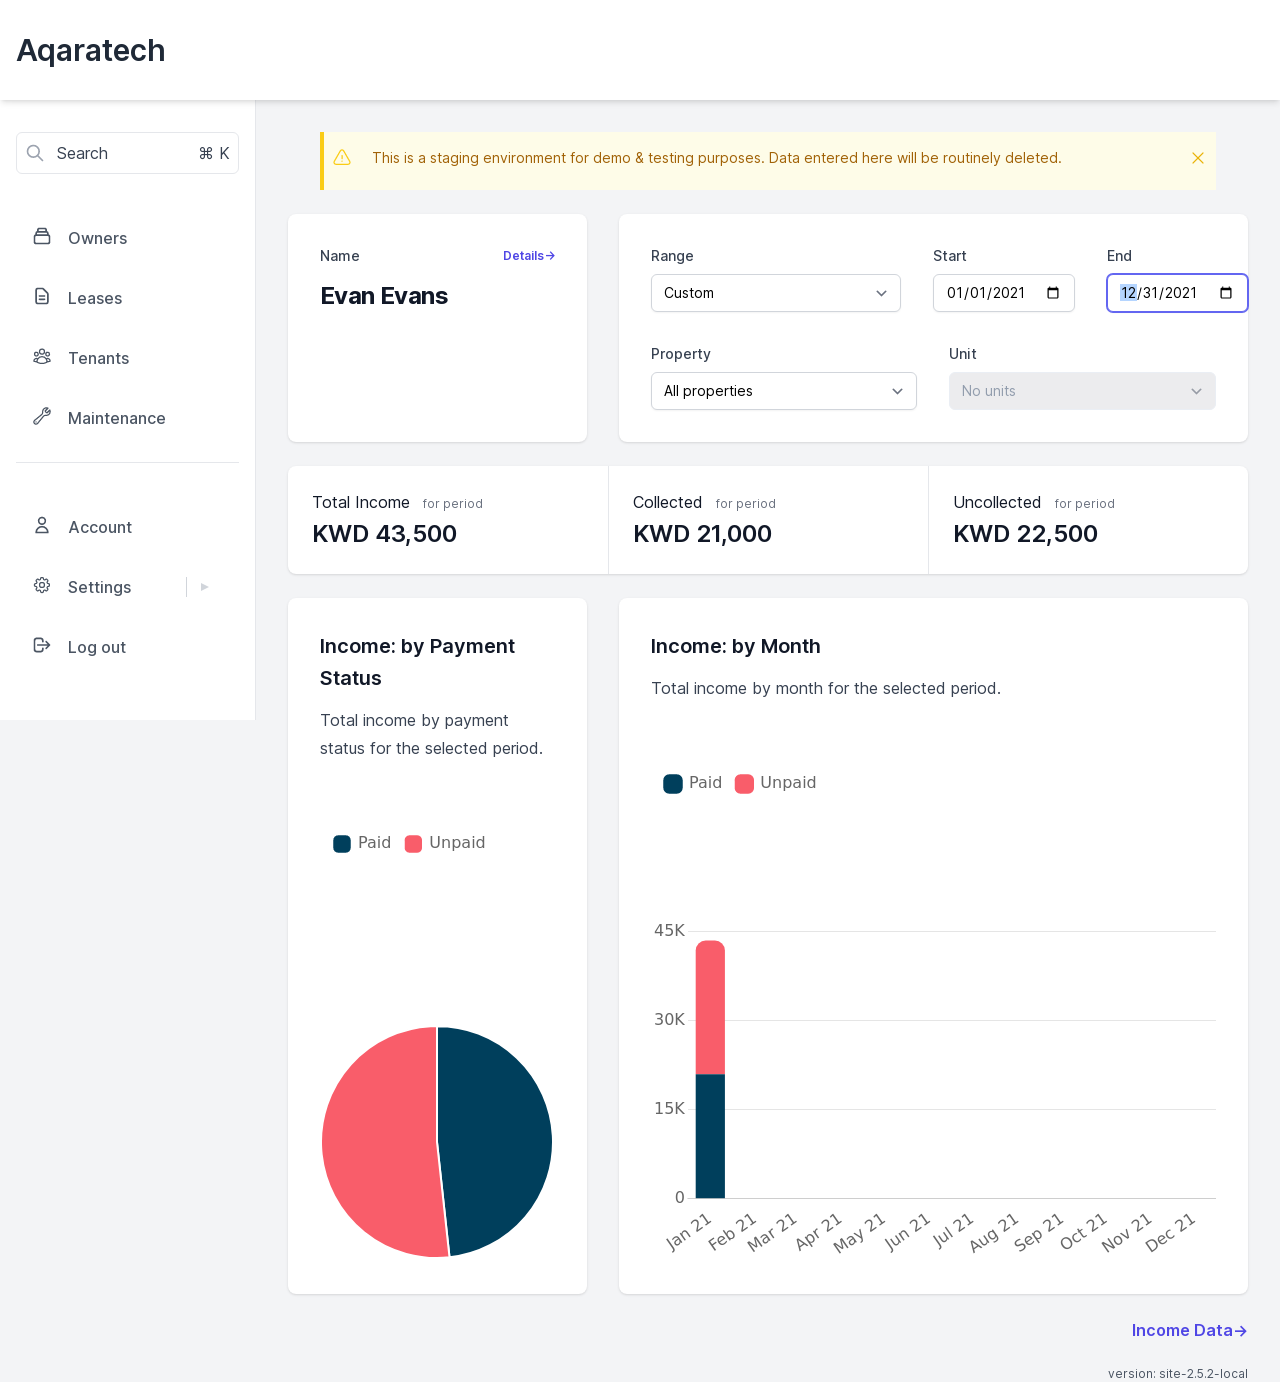 Aqaratech
Search ⌘ K
Owners
Leases
Tenants
Maintenance
Account
Settings
Log out
This is a staging environment for demo & testing purposes. Data entered here will be routinely deleted.
Name Details→
Evan Evans
Range Start End
Custom 01/01/2021 12/31/2021
Property Unit
All properties No units
Total Income for period
KWD 43,500
Collected for period
KWD 21,000
Uncollected for period
KWD 22,500
Income: by Payment
Status
Total income by payment
status for the selected period.
Paid Unpaid
Income: by Month
Total income by month for the selected period.
Paid Unpaid
45K
30K
15K
0
Jan 21 Feb 21 Mar 21 Apr 21 May 21 Jun 21 Jul 21 Aug 21 Sep 21 Oct 21 Nov 21 Dec 21
Income Data→
version: site-2.5.2-local